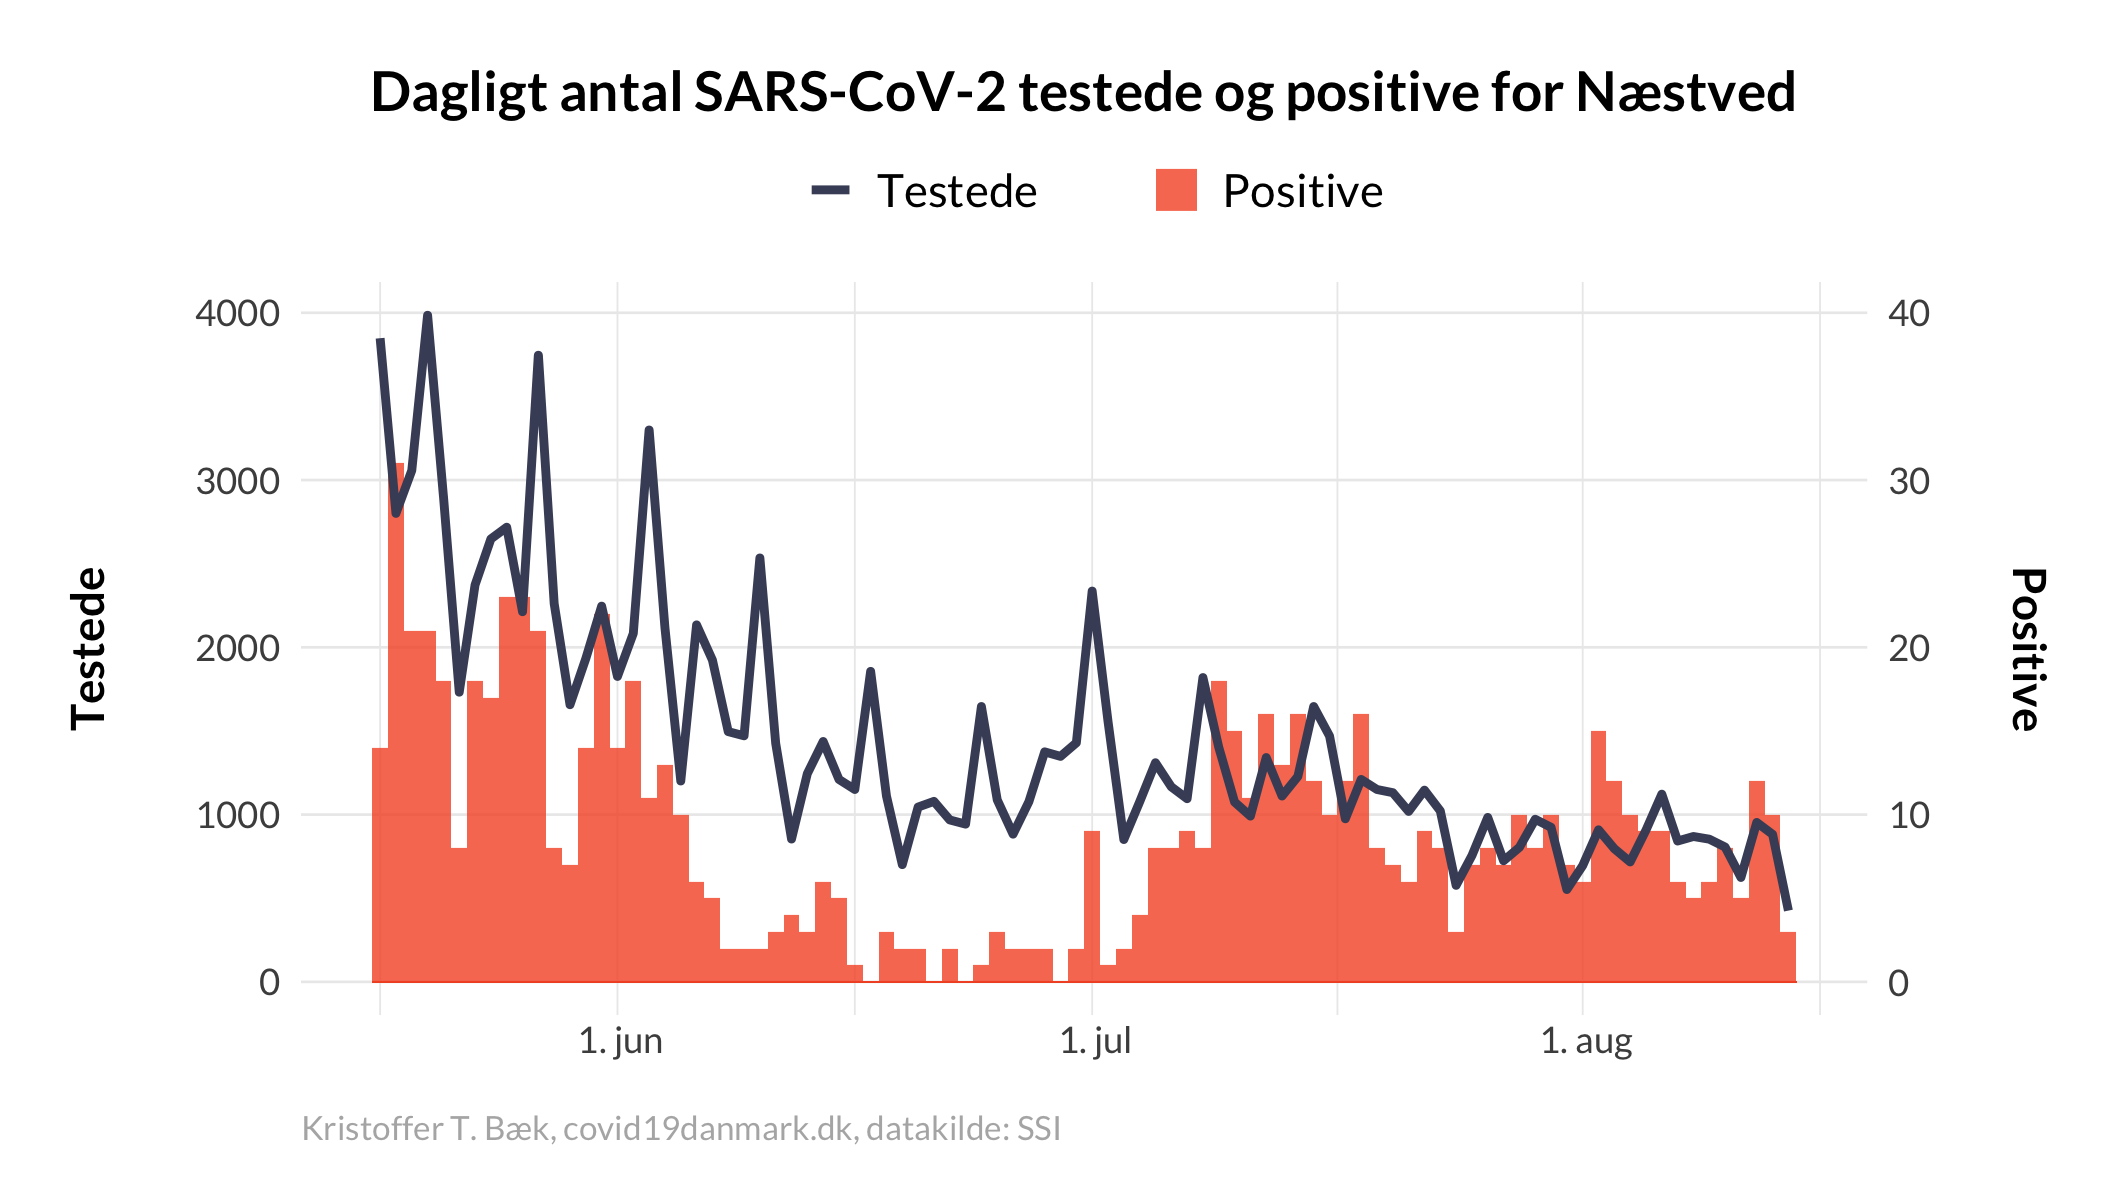 Dagligt antal SARS-CoV-2 testede og positive for Næstved
Testede Positive
4000 40
3000 30
2000 20
1000 10
0 0
Testede
Positive
1. jun 1. jul 1. aug
Kristoffer T. Bæk, covid19danmark.dk, datakilde: SSI